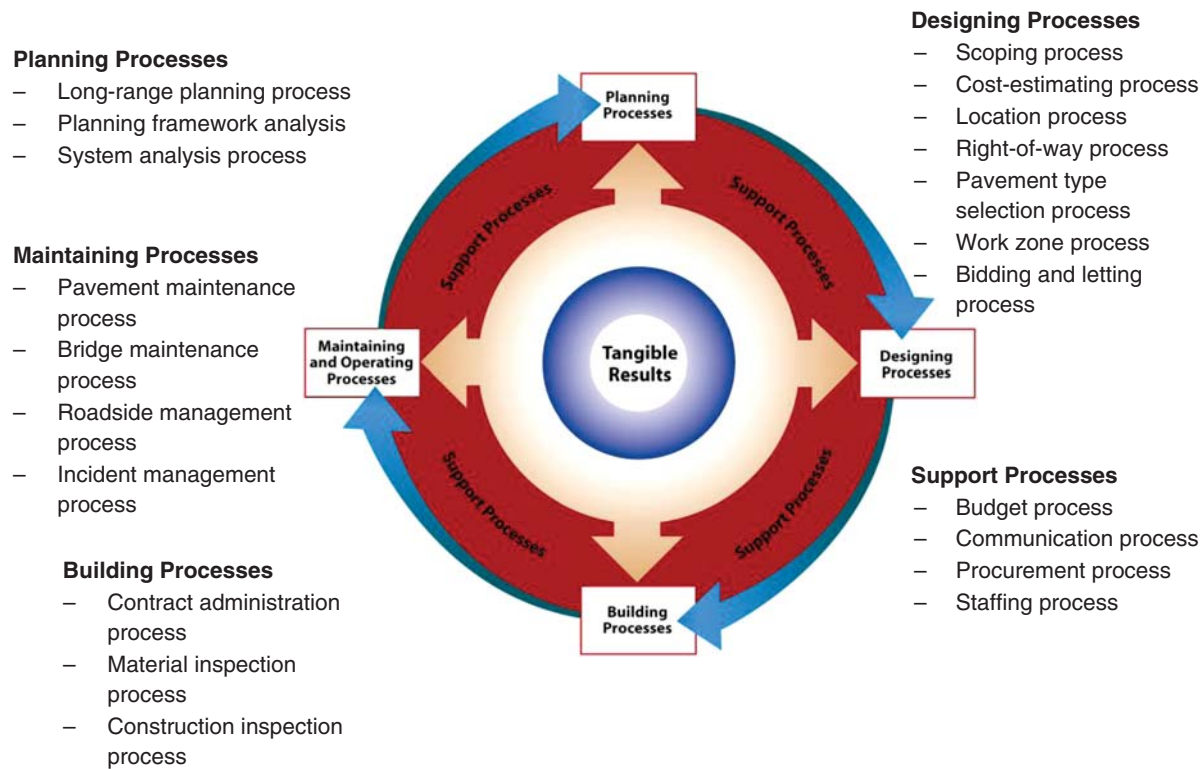 Planning Processes
– Long-range planning process
– Planning framework analysis
– System analysis process
Maintaining Processes
– Pavement maintenance
process
– Bridge maintenance
process
– Roadside management
process
– Incident management
process
Building Processes
– Contract administration
process
– Material inspection
process
– Construction inspection
process
Planning
Processes
Support Processes
Support Processes
Maintaining
and Operating
Processes
Tangible
Results
Designing
Processes
Support Processes
Support Processes
Building
Processes
Designing Processes
– Scoping process
– Cost-estimating process
– Location process
– Right-of-way process
– Pavement type
selection process
– Work zone process
– Bidding and letting
process
Support Processes
– Budget process
– Communication process
– Procurement process
– Staffing process